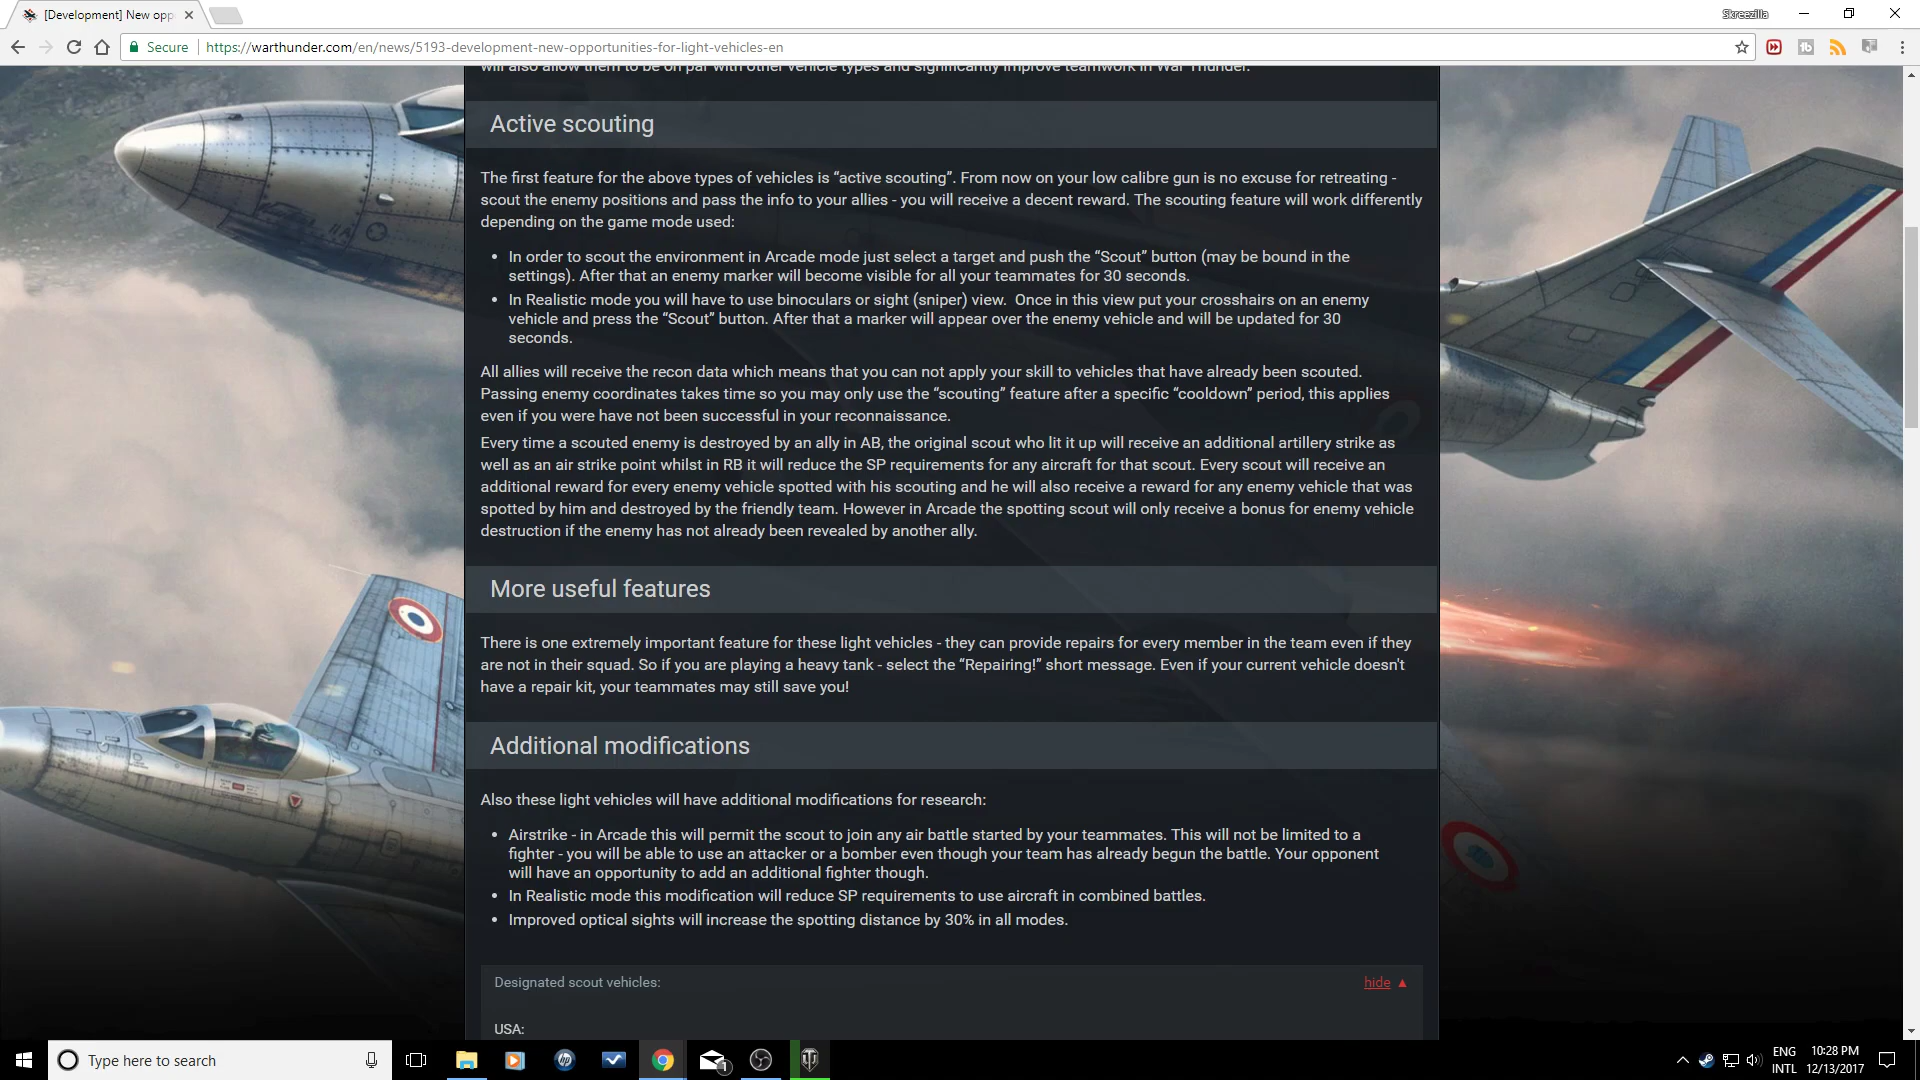 [Development] New opp
Skreezilla
Secure
https://warthunder.com/en/news/5193-development-new-opportunities-for-light-vehicles-en
will also allow them to be on par with other vehicle types and significantly improve teamwork in War Thunder.
Active scouting
The first feature for the above types of vehicles is “active scouting”. From now on your low calibre gun is no excuse for retreating -
scout the enemy positions and pass the info to your allies - you will receive a decent reward. The scouting feature will work differently
depending on the game mode used:
• In order to scout the environment in Arcade mode just select a target and push the “Scout” button (may be bound in the
settings). After that an enemy marker will become visible for all your teammates for 30 seconds.
• In Realistic mode you will have to use binoculars or sight (sniper) view.  Once in this view put your crosshairs on an enemy
vehicle and press the “Scout” button. After that a marker will appear over the enemy vehicle and will be updated for 30
seconds.
All allies will receive the recon data which means that you can not apply your skill to vehicles that have already been scouted.
Passing enemy coordinates takes time so you may only use the “scouting” feature after a specific “cooldown” period, this applies
even if you were have not been successful in your reconnaissance.
Every time a scouted enemy is destroyed by an ally in AB, the original scout who lit it up will receive an additional artillery strike as
well as an air strike point whilst in RB it will reduce the SP requirements for any aircraft for that scout. Every scout will receive an
additional reward for every enemy vehicle spotted with his scouting and he will also receive a reward for any enemy vehicle that was
spotted by him and destroyed by the friendly team. However in Arcade the spotting scout will only receive a bonus for enemy vehicle
destruction if the enemy has not already been revealed by another ally.
More useful features
There is one extremely important feature for these light vehicles - they can provide repairs for every member in the team even if they
are not in their squad. So if you are playing a heavy tank - select the “Repairing!” short message. Even if your current vehicle doesn't
have a repair kit, your teammates may still save you!
Additional modifications
Also these light vehicles will have additional modifications for research:
• Airstrike - in Arcade this will permit the scout to join any air battle started by your teammates. This will not be limited to a
fighter - you will be able to use an attacker or a bomber even though your team has already begun the battle. Your opponent
will have an opportunity to add an additional fighter though.
• In Realistic mode this modification will reduce SP requirements to use aircraft in combined battles.
• Improved optical sights will increase the spotting distance by 30% in all modes.
Designated scout vehicles:
hide ▲
USA:
Type here to search
1
ENG
INTL
10:28 PM
12/13/2017